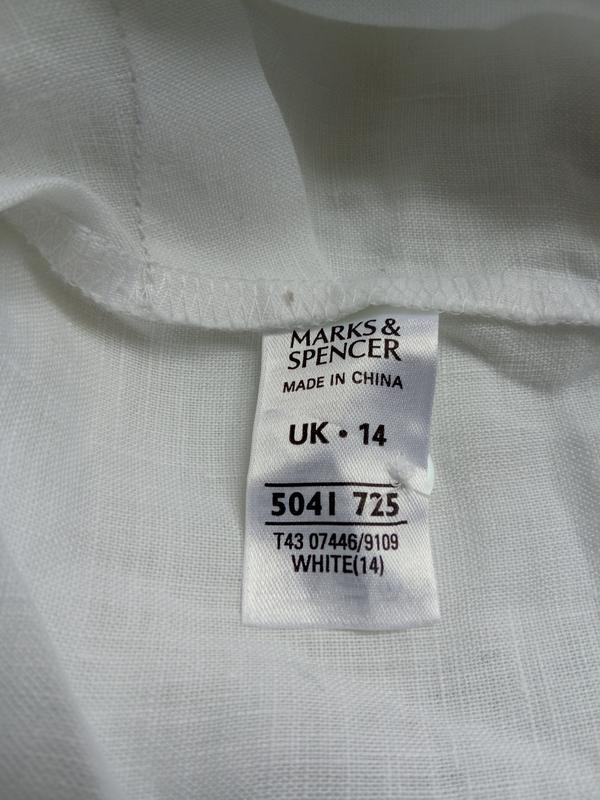 MARKS &
SPENCER
MADE IN CHINA
UK • 14
5041 725
T43 07446/9109
WHITE(14)